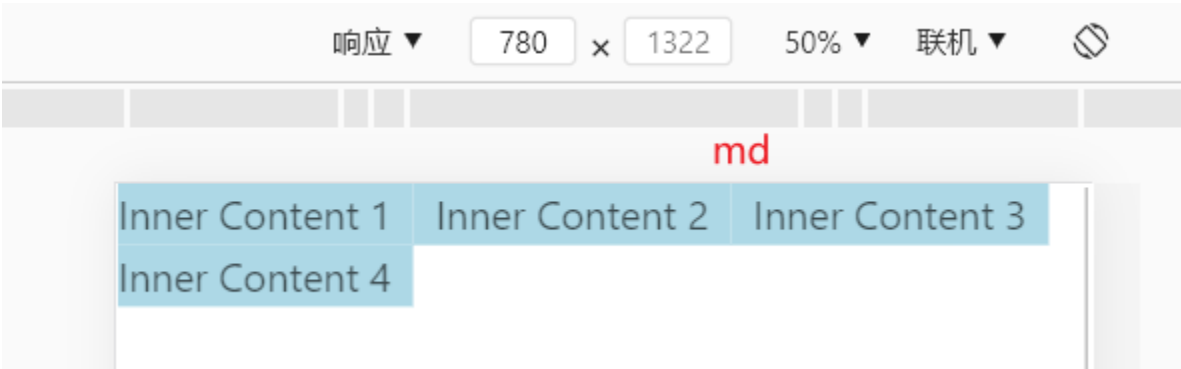 响应 ▼ 780 × 1322 50% ▼ 联机 ▼
md
Inner Content 1 Inner Content 2 Inner Content 3
Inner Content 4